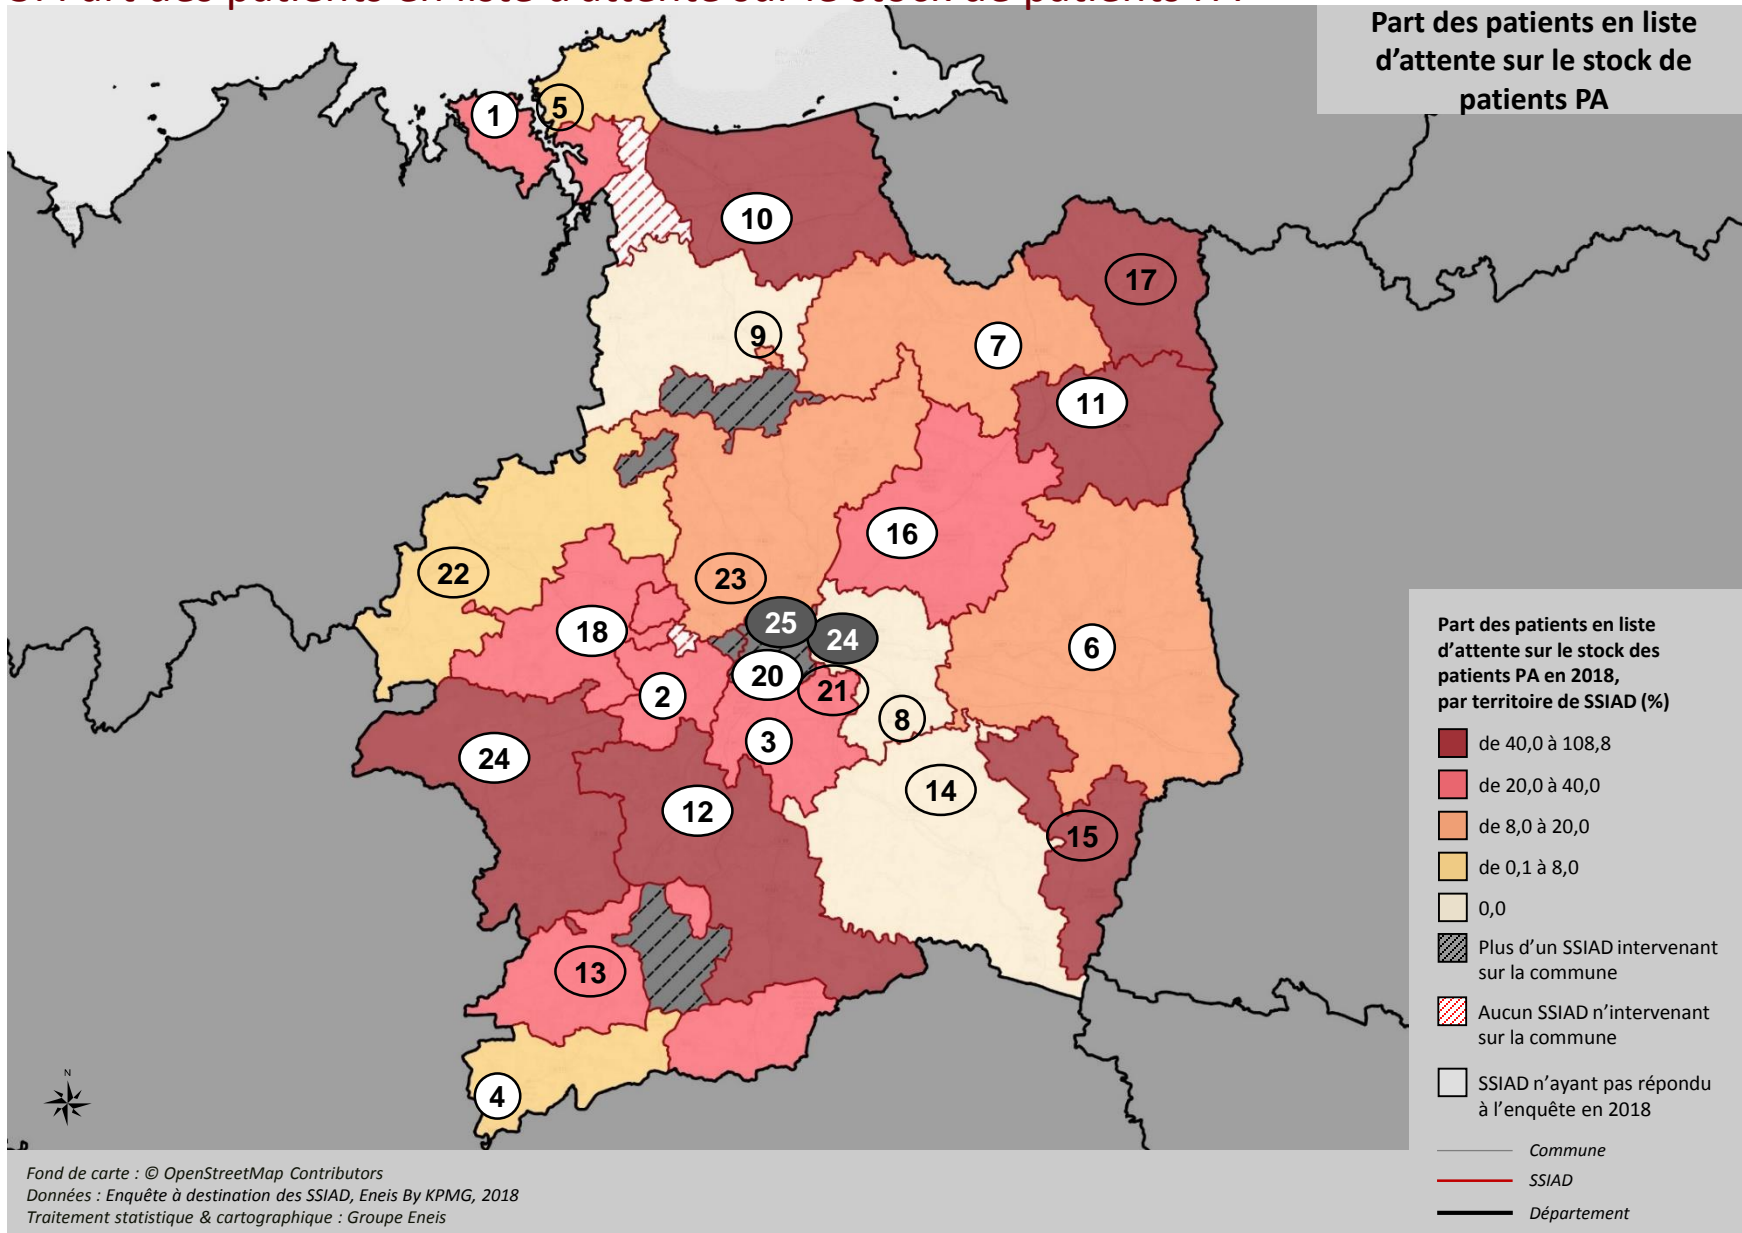 Part des patients en liste
d'attente sur le stock de
patients PA
1
5
10
17
9
7
11
16
22
23
25
24
18
6
20
21
2
8
3
24
14
12
15
13
4
N
Part des patients en liste
d'attente sur le stock des
patients PA en 2018,
par territoire de SSIAD (%)
de 40,0 à 108,8
de 20,0 à 40,0
de 8,0 à 20,0
de 0,1 à 8,0
0,0
Plus d'un SSIAD intervenant
sur la commune
Aucun SSIAD n'intervenant
sur la commune
SSIAD n'ayant pas répondu
à l'enquête en 2018
Commune
SSIAD
Département
Fond de carte : © OpenStreetMap Contributors
Données : Enquête à destination des SSIAD, Eneis By KPMG, 2018
Traitement statistique & cartographique : Groupe Eneis